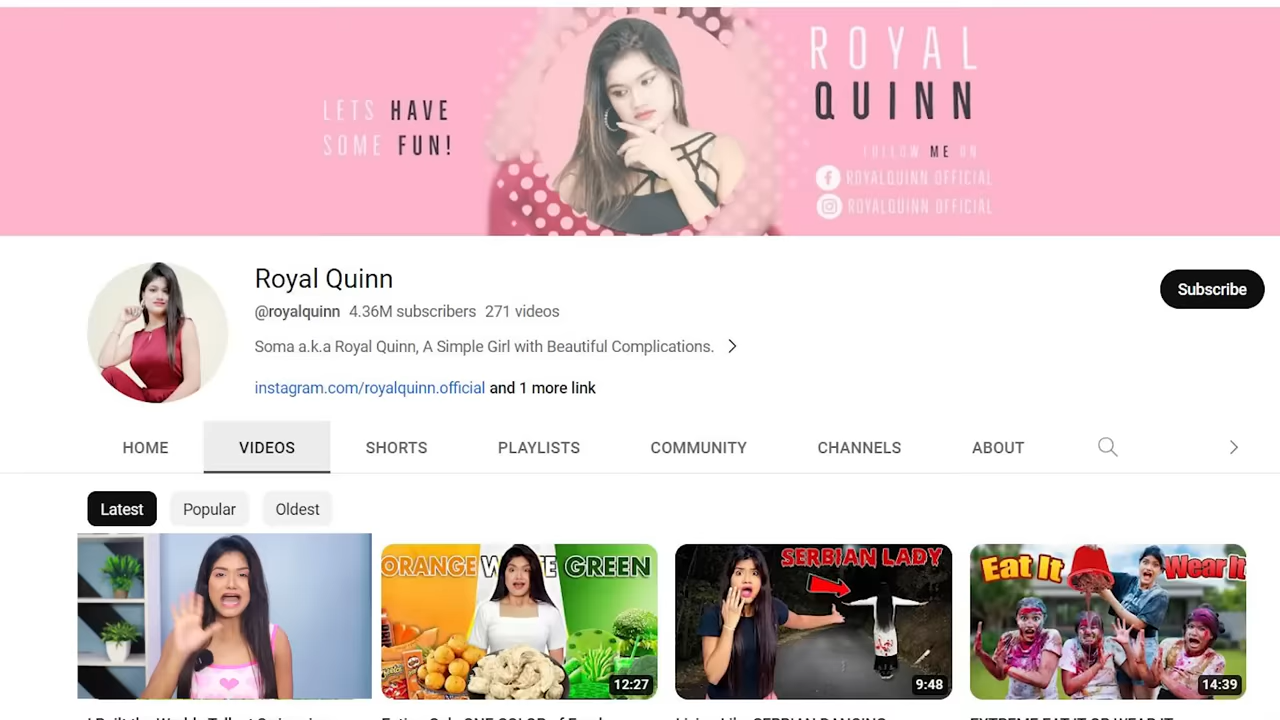 LETS HAVE
SOME FUN!
ROYAL
QUINN
FOLLOW ME ON
ROYALQUINN OFFICIAL
ROYALQUINN OFFICIAL
Royal Quinn
@royalquinn 4.36M subscribers 271 videos
Soma a.k.a Royal Quinn, A Simple Girl with Beautiful Complications.
instagram.com/royalquinn.official and 1 more link
Subscribe
HOME VIDEOS SHORTS PLAYLISTS COMMUNITY CHANNELS ABOUT
Latest Popular Oldest
ORANGE WHITE GREEN
12:27
SERBIAN LADY
9:48
Eat It Wear It
14:39